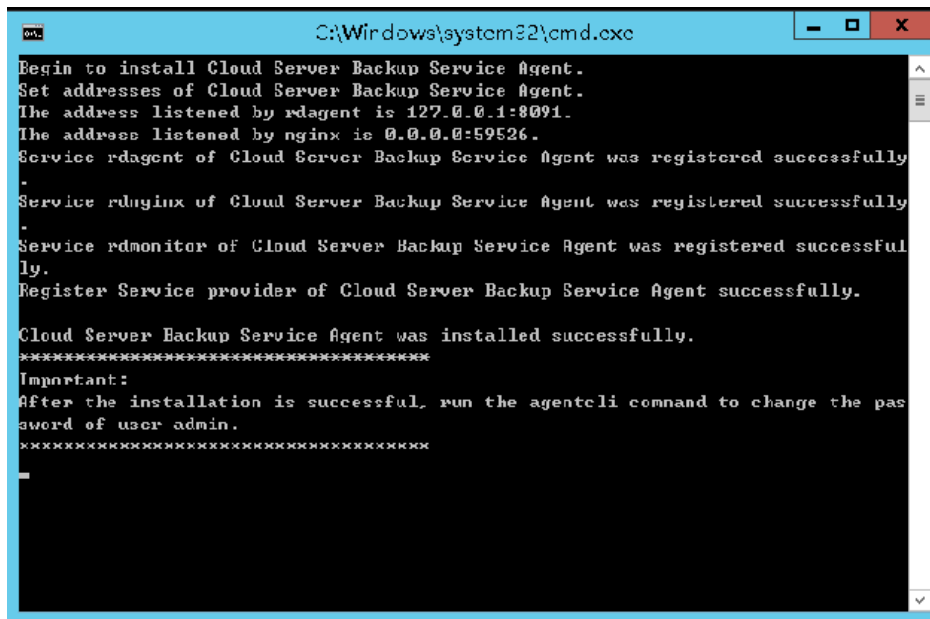 C:\Windows\system32\cmd.exe
Begin to install Cloud Server Backup Service Agent.
Set addresses of Cloud Server Backup Service Agent.
The address listened by rdagent is 127.0.0.1:8091.
The address listened by nginx is 0.0.0.0:59526.
Service rdagent of Cloud Server Backup Service Agent was registered successfully
.
Service rdnginx of Cloud Server Backup Service Agent was registered successfully
.
Service rdmonitor of Cloud Server Backup Service Agent was registered successful
ly.
Register Service provider of Cloud Server Backup Service Agent successfully.
Cloud Server Backup Service Agent was installed successfully.
*************************************
Important:
After the installation is successful, run the agentcli command to change the pas
sword of user admin.
*************************************